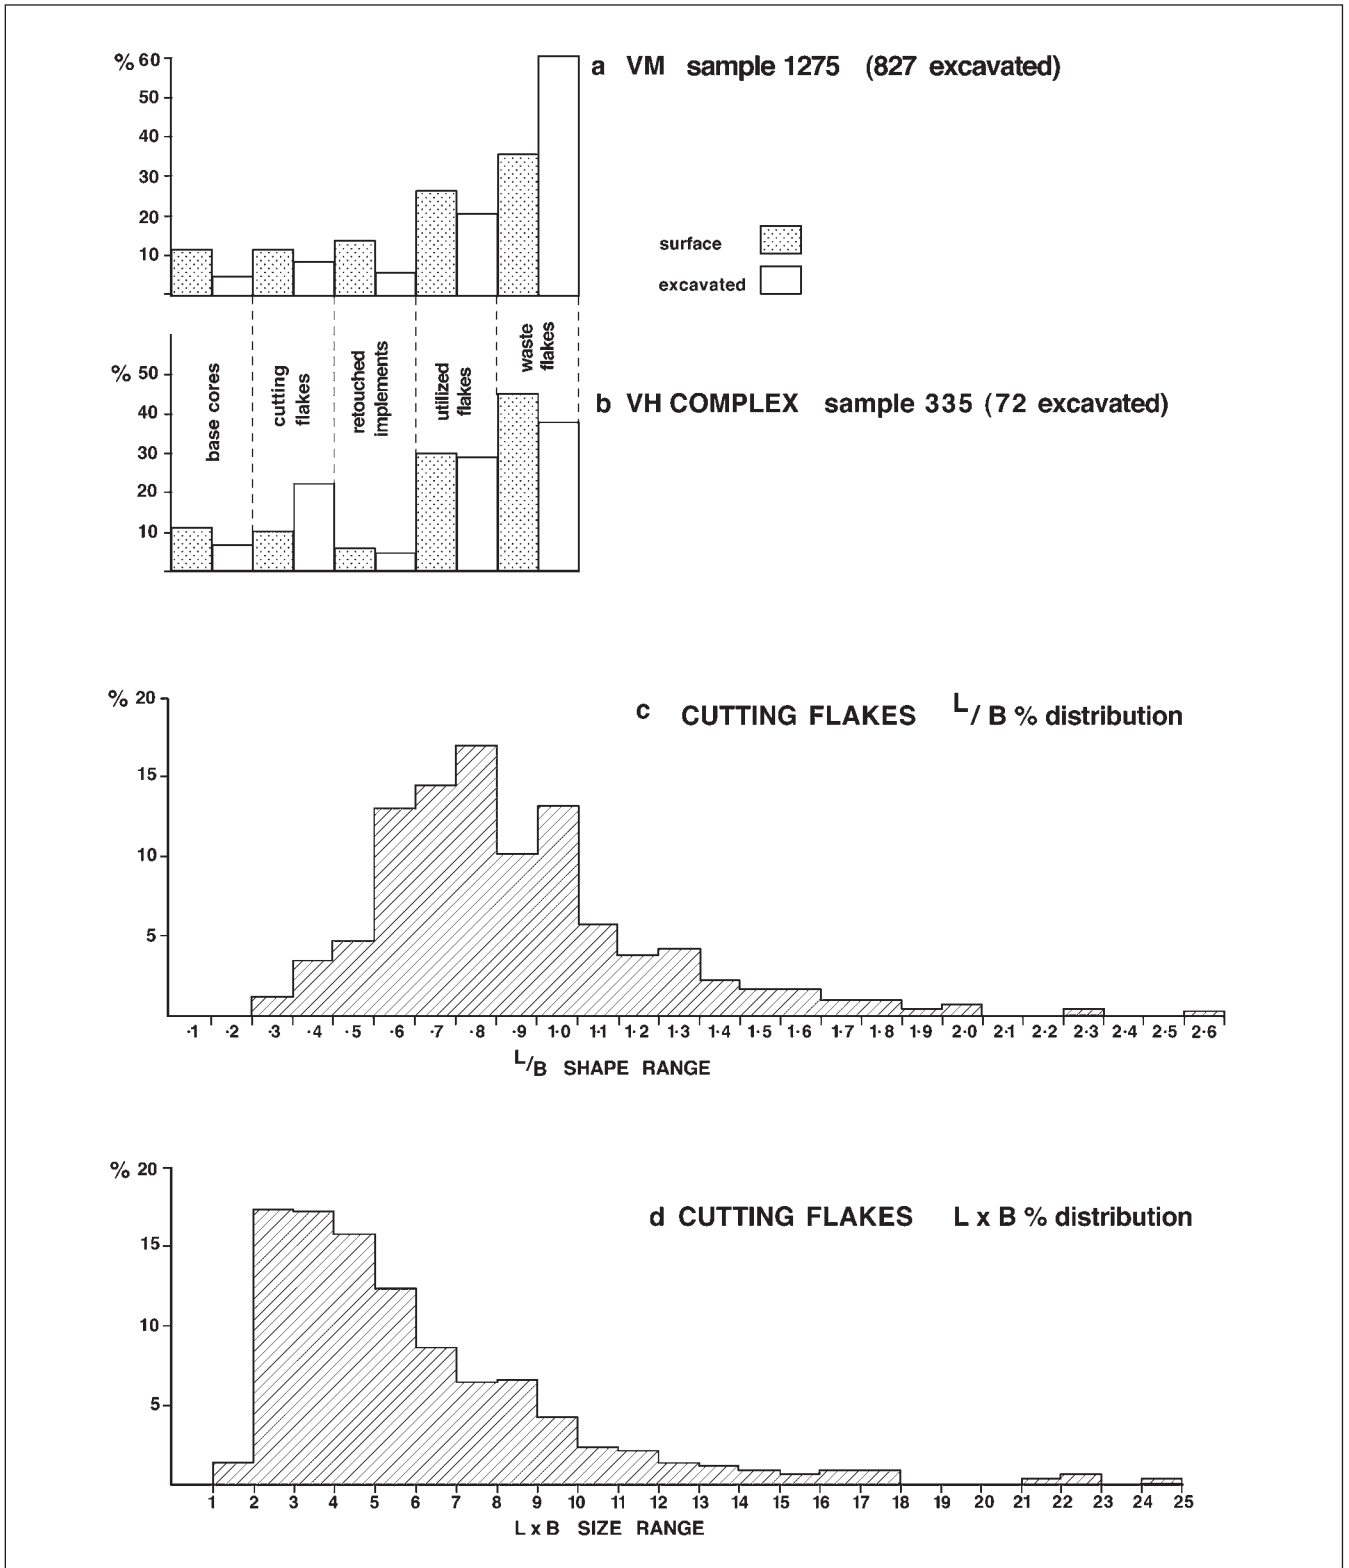 % 60
50
40
30
20
10
a VM sample 1275 (827 excavated)
surface
excavated
base cores
cutting
flakes
retouched
implements
utilized
flakes
waste
flakes
% 50
40
30
20
10
b VH COMPLEX sample 335 (72 excavated)
% 20
15
10
5
c CUTTING FLAKES L/B % distribution
·1 ·2 ·3 ·4 ·5 ·6 ·7 ·8 ·9 1·0 1·1 1·2 1·3 1·4 1·5 1·6 1·7 1·8 1·9 2·0 2·1 2·2 2·3 2·4 2·5 2·6
L/B SHAPE RANGE
% 20
15
10
5
d CUTTING FLAKES L x B % distribution
1 2 3 4 5 6 7 8 9 10 11 12 13 14 15 16 17 18 19 20 21 22 23 24 25
L x B SIZE RANGE